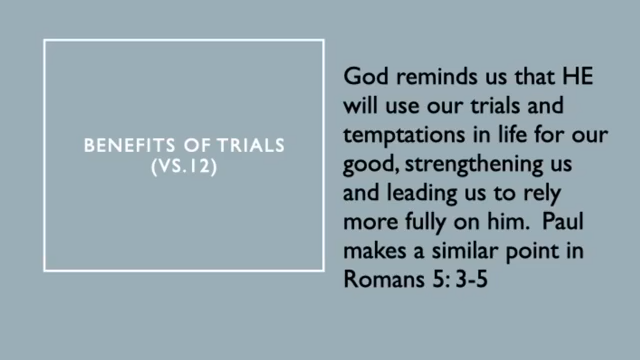 BENEFITS OF TRIALS
(VS.12)
God reminds us that HE
will use our trials and
temptations in life for our
good, strengthening us
and leading us to rely
more fully on him.  Paul
makes a similar point in
Romans 5: 3-5